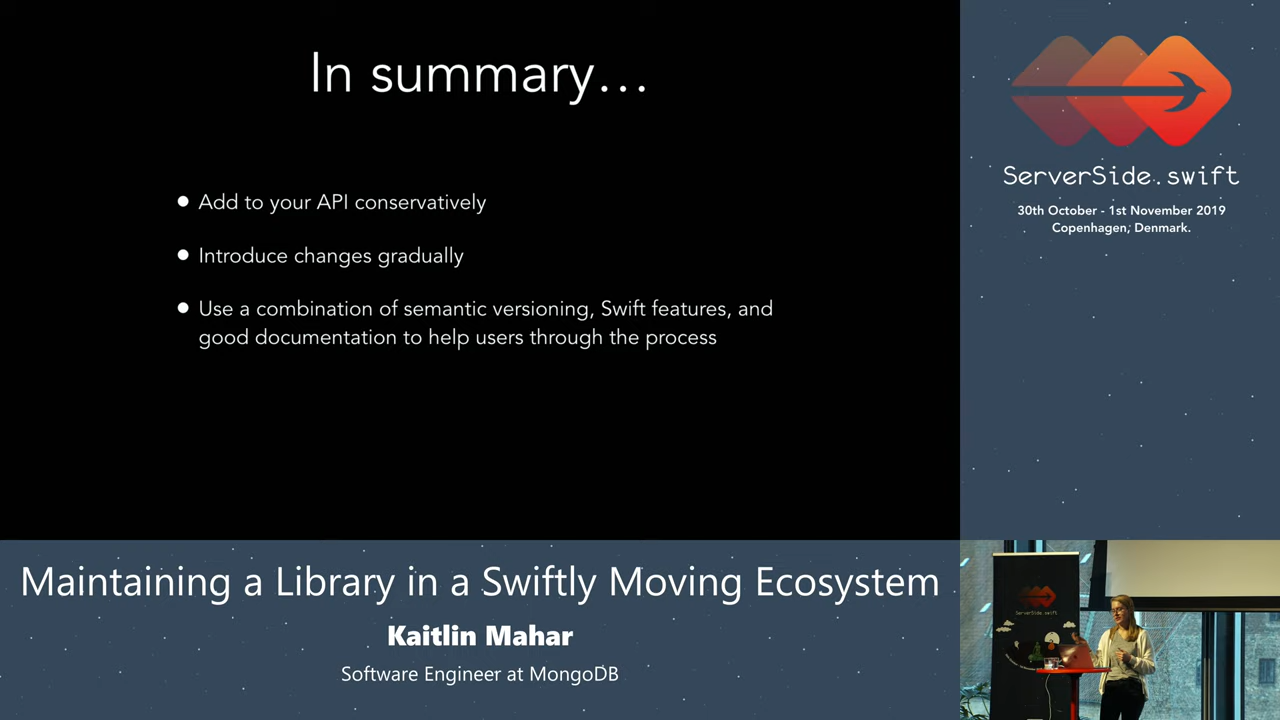 In summary…
● Add to your API conservatively
● Introduce changes gradually
● Use a combination of semantic versioning, Swift features, and
good documentation to help users through the process
ServerSide.swift
30th October - 1st November 2019
Copenhagen, Denmark.
Maintaining a Library in a Swiftly Moving Ecosystem
Kaitlin Mahar
Software Engineer at MongoDB
ServerSide.swift